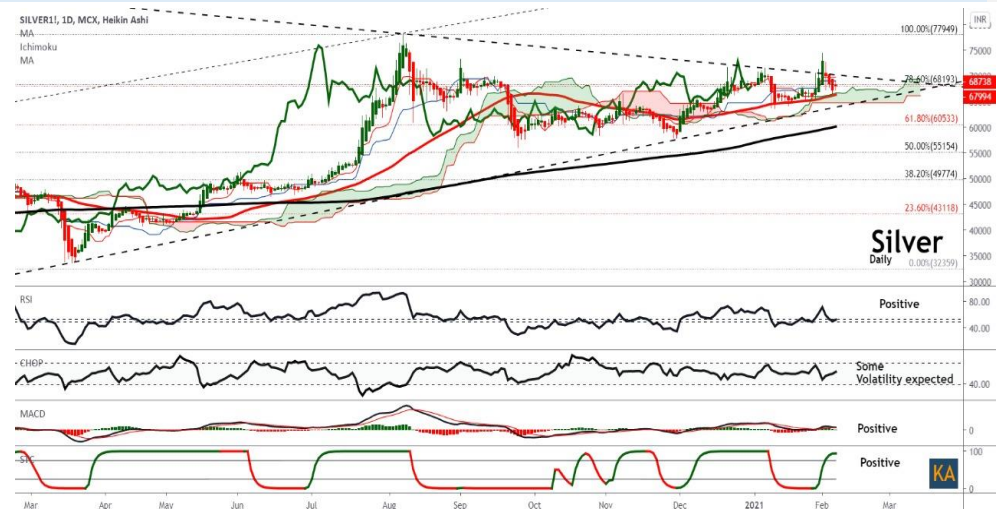 SILVER1!, 1D, MCX, Heikin Ashi
MA
Ichimoku
MA
INR
100.00%(77949)
75000
78.60%(68193)
68738
67994
61.80%(60533)
60000
50.00%(55154)
50000
38.20%(49774)
45000
23.60%(43118)
40000
Silver
Daily
0.00%(32359)
35000
30000
RSI
Positive
80.00
40.00
CHOP
Some
Volatility expected
40.00
MACD
Positive
0
STC
Positive
100
0
KA
Mar
Apr
May
Jun
Jul
Aug
Sep
Oct
Nov
Dec
2021
Feb
Mar